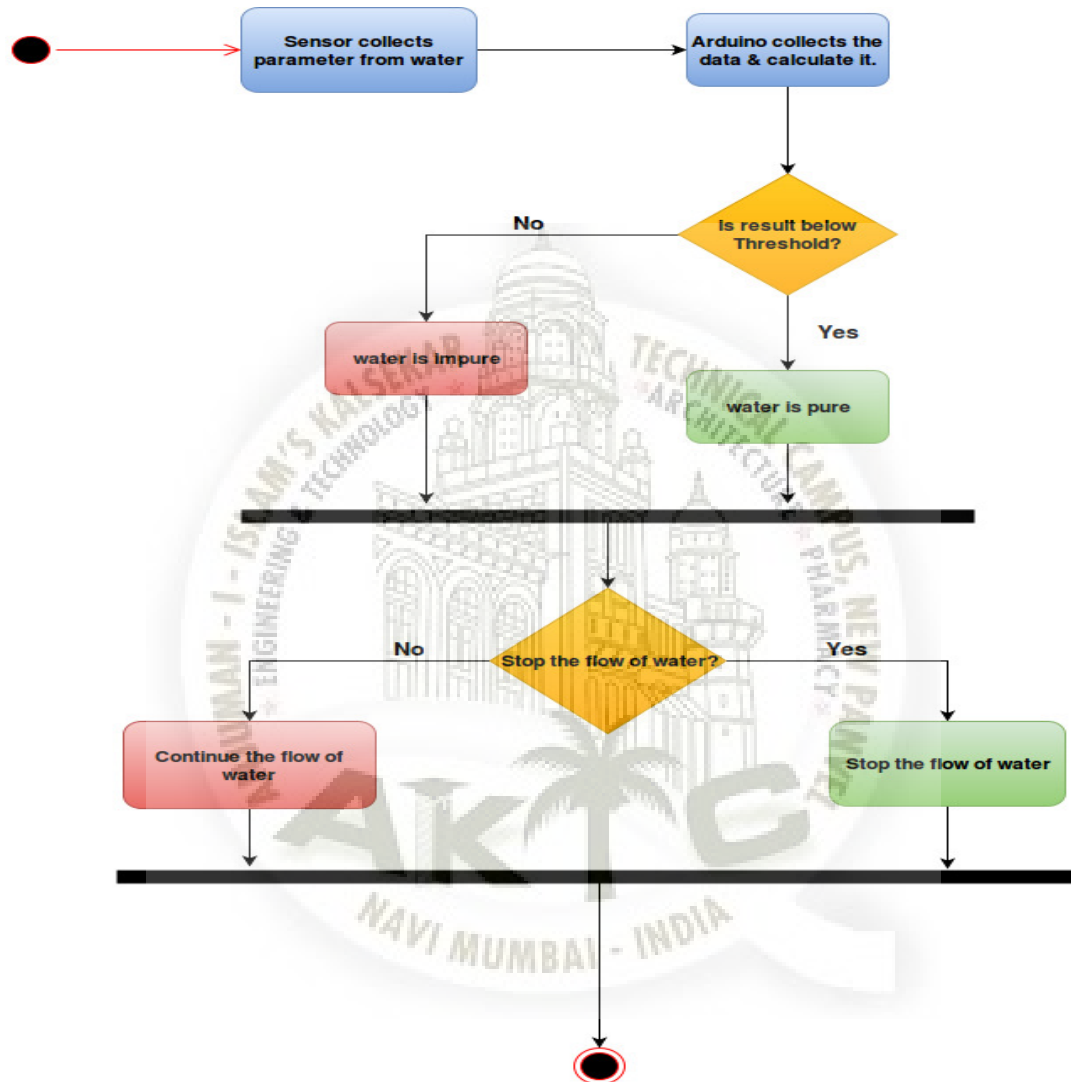 Sensor collects
parameter from water
Arduino collects the
data & calculate it.
Is result below
Threshold?
No
Yes
water is impure
water is pure
Stop the flow of water?
No
Yes
Continue the flow of
water
Stop the flow of water
ANJUMAN - I - ISLAM'S KALSEKAR TECHNICAL CAMPUS, NEW PANVEL
ENGINEERING & TECHNOLOGY ARCHITECTURE PHARMACY
AKTC
NAVI MUMBAI - INDIA